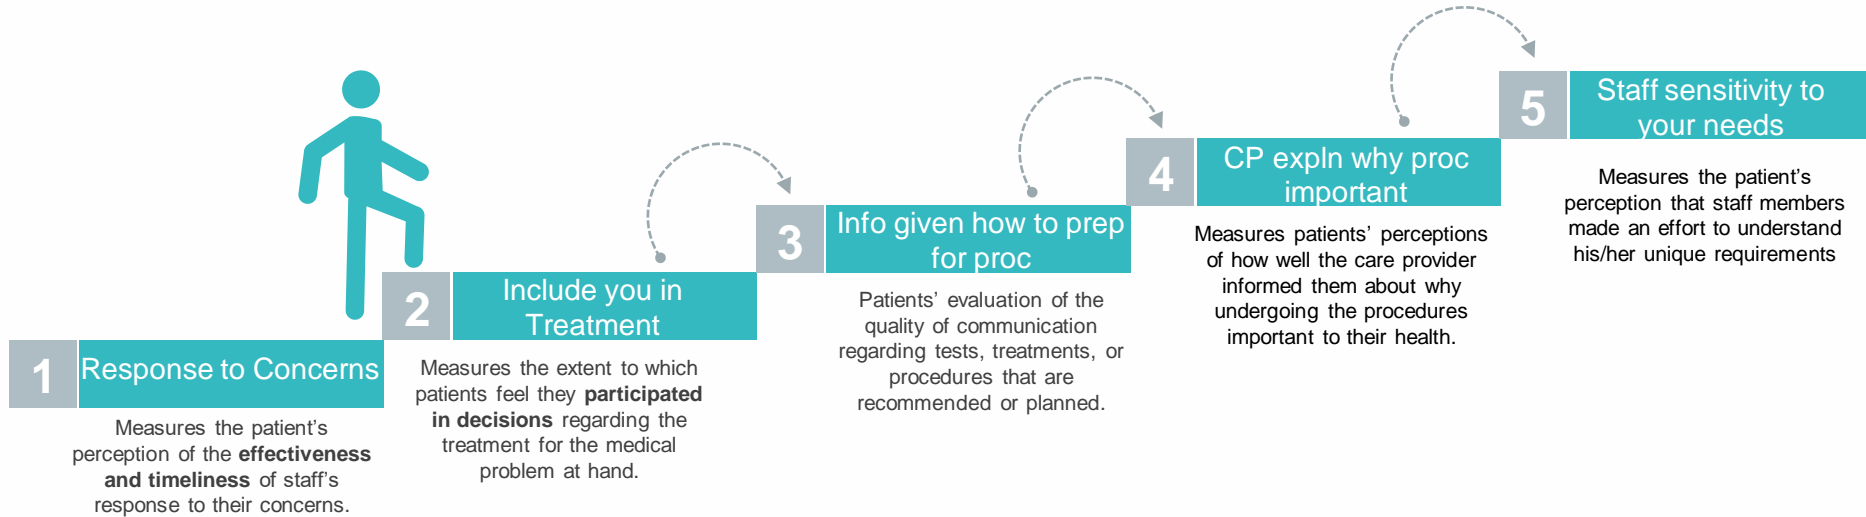 1
Response to Concerns
Measures the patient's
perception of the effectiveness
and timeliness of staff's
response to their concerns.
2
Include you in
Treatment
Measures the extent to which
patients feel they participated
in decisions regarding the
treatment for the medical
problem at hand.
3
Info given how to prep
for proc
Patients' evaluation of the
quality of communication
regarding tests, treatments, or
procedures that are
recommended or planned.
4
CP expln why proc
important
Measures patients' perceptions
of how well the care provider
informed them about why
undergoing the procedures
important to their health.
5
Staff sensitivity to
your needs
Measures the patient's
perception that staff members
made an effort to understand
his/her unique requirements